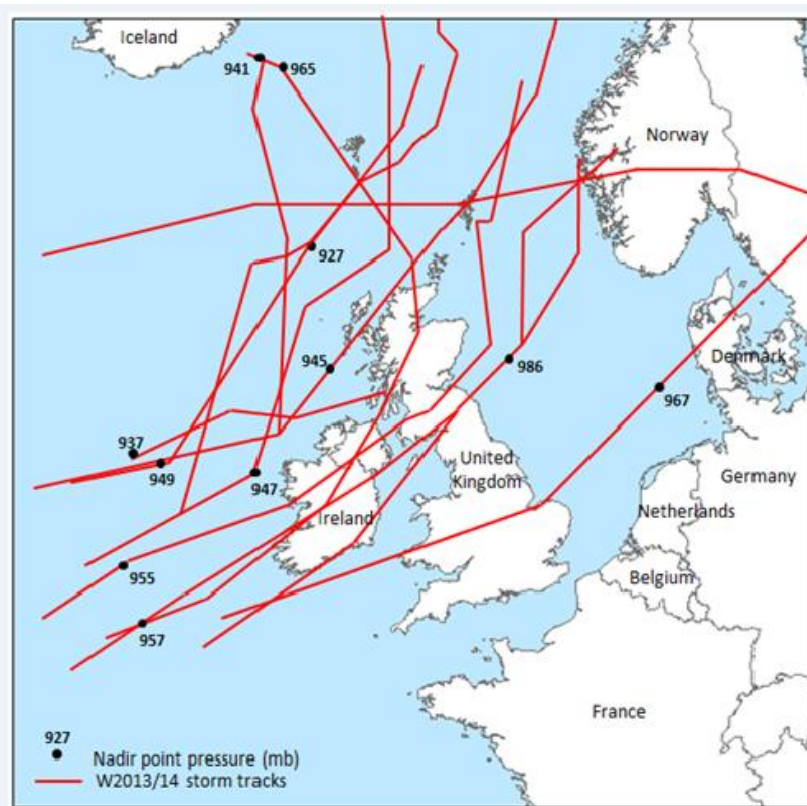 Iceland
941
965
Norway
927
945
986
Denmark
967
937
949
947
United
Kingdom
Germany
Ireland
Netherlands
955
Belgium
957
France
927
Nadir point pressure (mb)
W2013/14 storm tracks